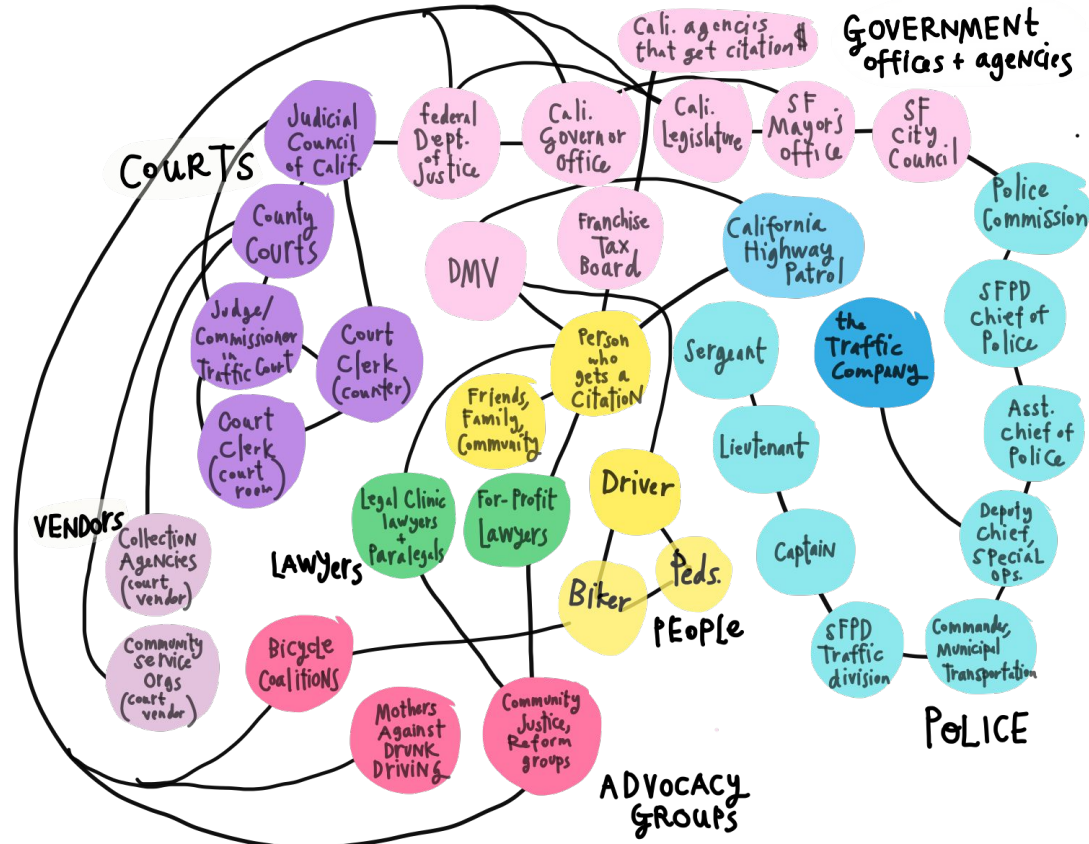 Cali. agencies
that get citation $
GOVERNMENT
offices + agencies
COURTS
Judicial
Council
of Calif.
federal
Dept.
of
Justice
Cali.
Governor
Office
Cali.
Legislature
SF
Mayor's
Office
SF
City
Council
Police
Commission
County
Courts
DMV
Franchise
Tax
Board
California
Highway
Patrol
SFPD
Chief of
Police
Judge/
Commissioner
in
Traffic Court
Court
Clerk
(counter)
Person
who
gets a
Citation
Sergeant
the
Traffic
Company
Friends,
Family,
Community
Asst.
Chief of
Police
Court
Clerk
(court
room)
Lieutenant
VENDORS
Collection
Agencies
(court
vendor)
Legal Clinic
lawyers
+
Paralegals
For-Profit
Lawyers
LAWYERS
Driver
Captain
Deputy
Chief,
Special
Ops.
Biker
Peds.
PEOPLE
Community
Service
Orgs
(court
vendor)
Bicycle
Coalitions
SFPD
Traffic
division
Commander,
Municipal
Transportation
POLICE
Mothers
Against
Drunk
Driving
Community
Justice,
Reform
groups
ADVOCACY
GROUPS